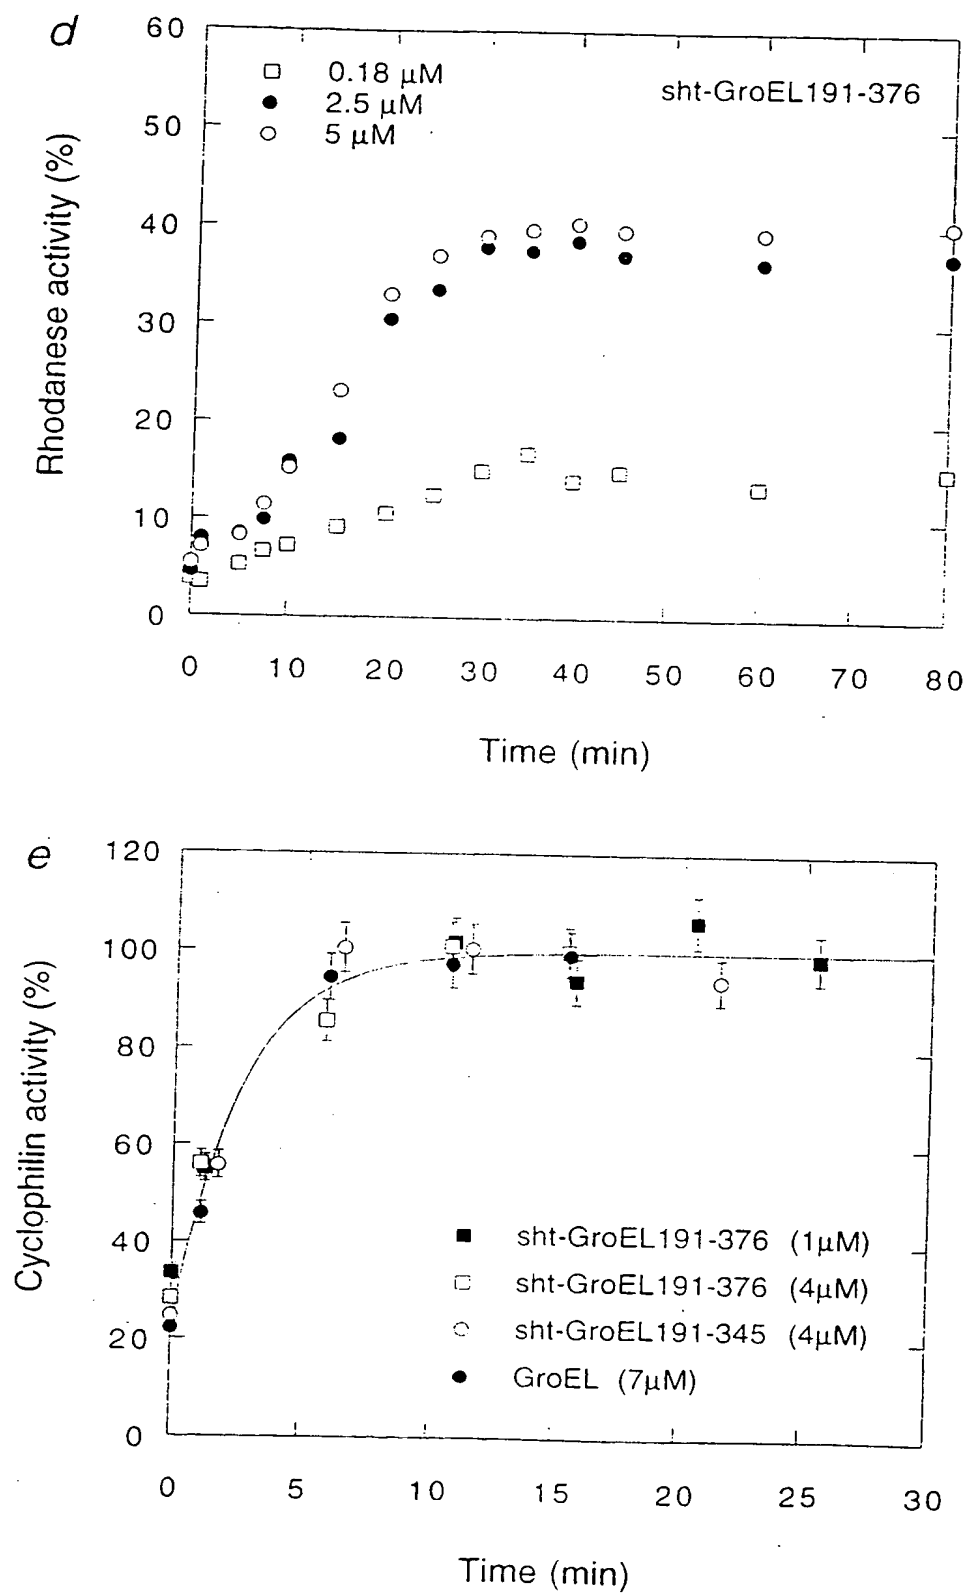 d
60
50
40
30
20
10
0
Rhodanese activity (%)
0.18 μM
2.5 μM
5 μM
sht-GroEL191-376
0 10 20 30 40 50 60 70 80
Time (min)
e
120
100
80
60
40
20
0
Cyclophilin activity (%)
sht-GroEL191-376 (1μM)
sht-GroEL191-376 (4μM)
sht-GroEL191-345 (4μM)
GroEL (7μM)
0 5 10 15 20 25 30
Time (min)